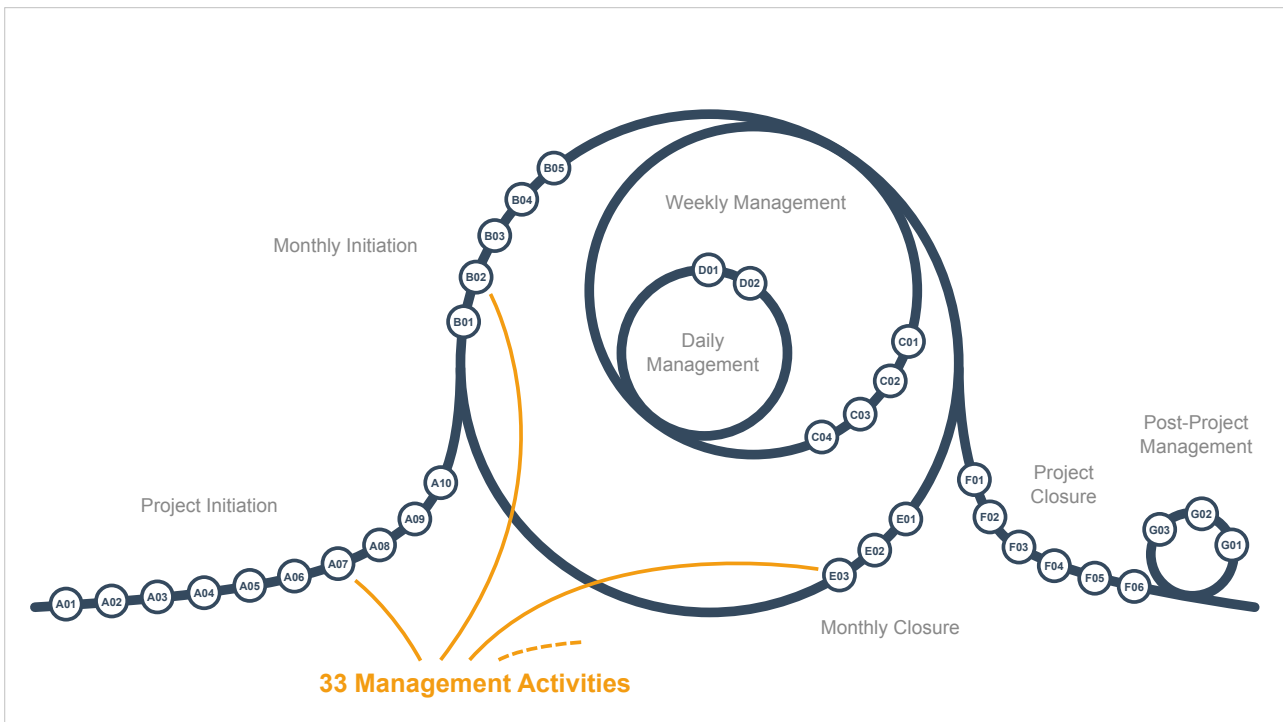 B05
B04
B03
B02
B01
Monthly Initiation
Weekly Management
D01
D02
Daily
Management
C01
C02
C03
C04
Project Initiation
A01
A02
A03
A04
A05
A06
A07
A08
A09
A10
E01
E02
E03
Monthly Closure
F01
F02
F03
F04
F05
F06
Project
Closure
Post-Project
Management
G03
G02
G01
33 Management Activities